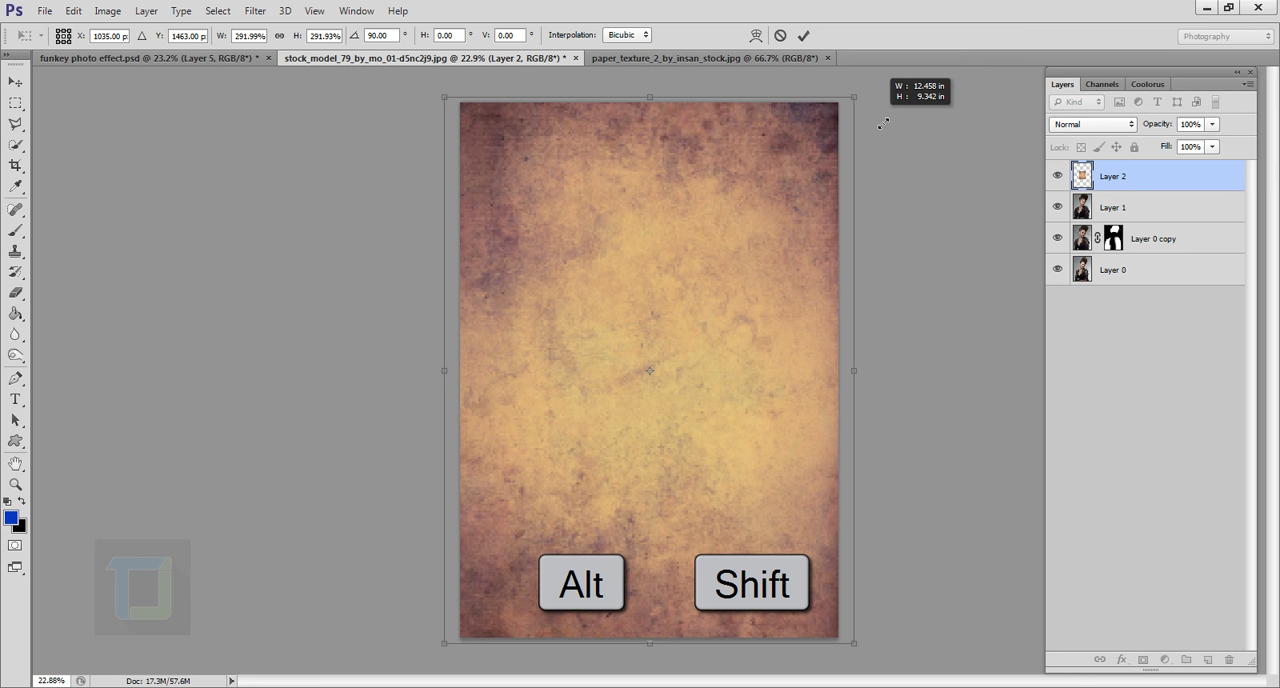 Ps File Edit Image Layer Type Select Filter 3D View Window Help
X: 1035.00 p Y: 1463.00 p W: 291.99% H: 291.93% 90.00 ° H: 0.00 ° V: 0.00 ° Interpolation: Bicubic Photography
funkey photo effect.psd @ 23.2% (Layer 5, RGB/8*) * × stock_model_79_by_mo_01-d5nc2j9.jpg @ 22.9% (Layer 2, RGB/8*) * × paper_texture_2_by_insan_stock.jpg @ 66.7% (RGB/8*) ×
W : 12.458 in
H : 9.342 in
Layers Channels Coolorus
Kind
Normal Opacity: 100%
Lock: Fill: 100%
Layer 2
Layer 1
Layer 0 copy
Layer 0
Alt Shift
22.88% Doc: 17.3M/57.6M